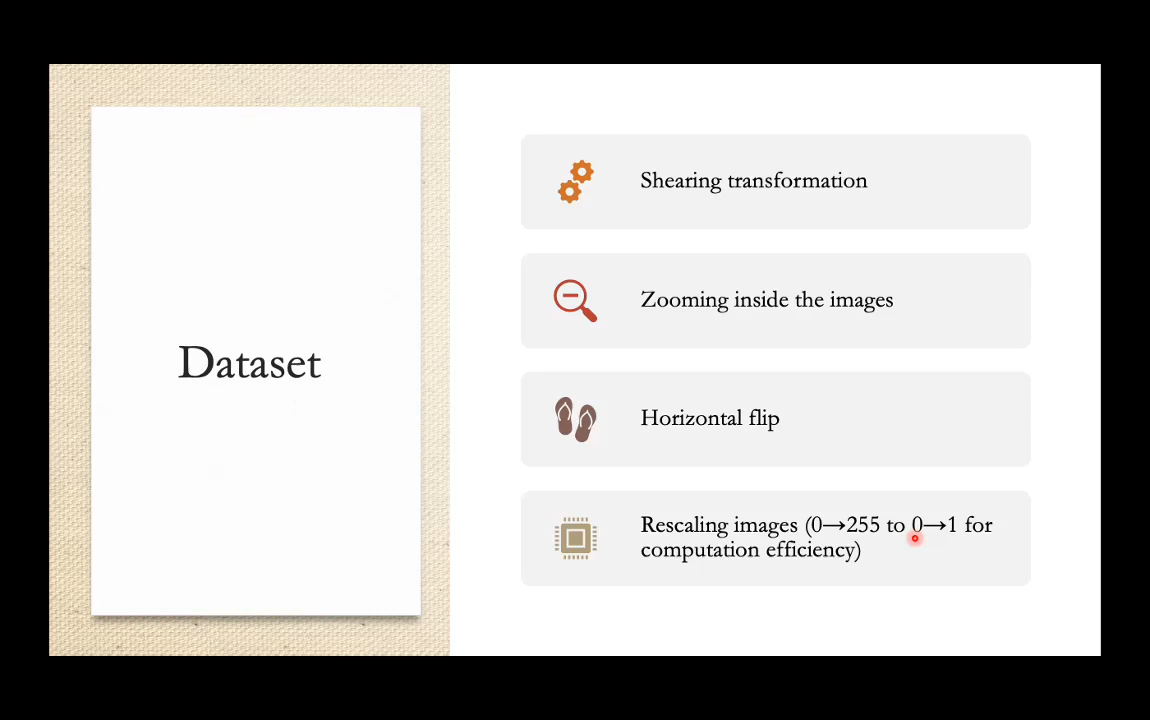 Dataset
Shearing transformation
Zooming inside the images
Horizontal flip
Rescaling images (0→255 to 0→1 for
computation efficiency)